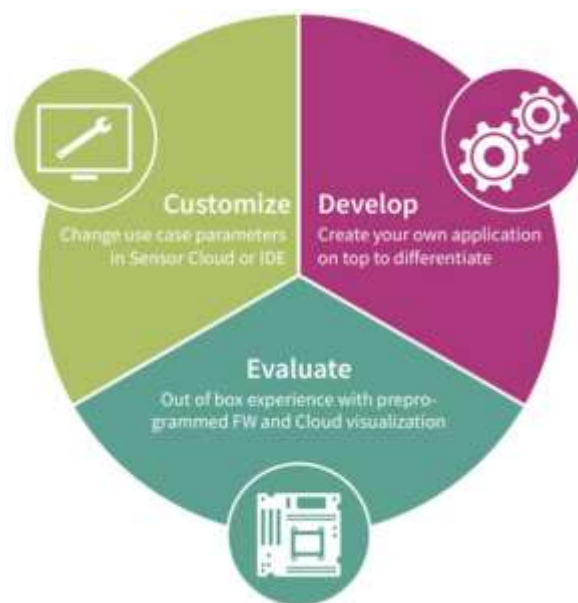 Customize
Change use case parameters
in Sensor Cloud or IDE
Develop
Create your own application
on top to differentiate
Evaluate
Out of box experience with prepro-
grammed FW and Cloud visualization